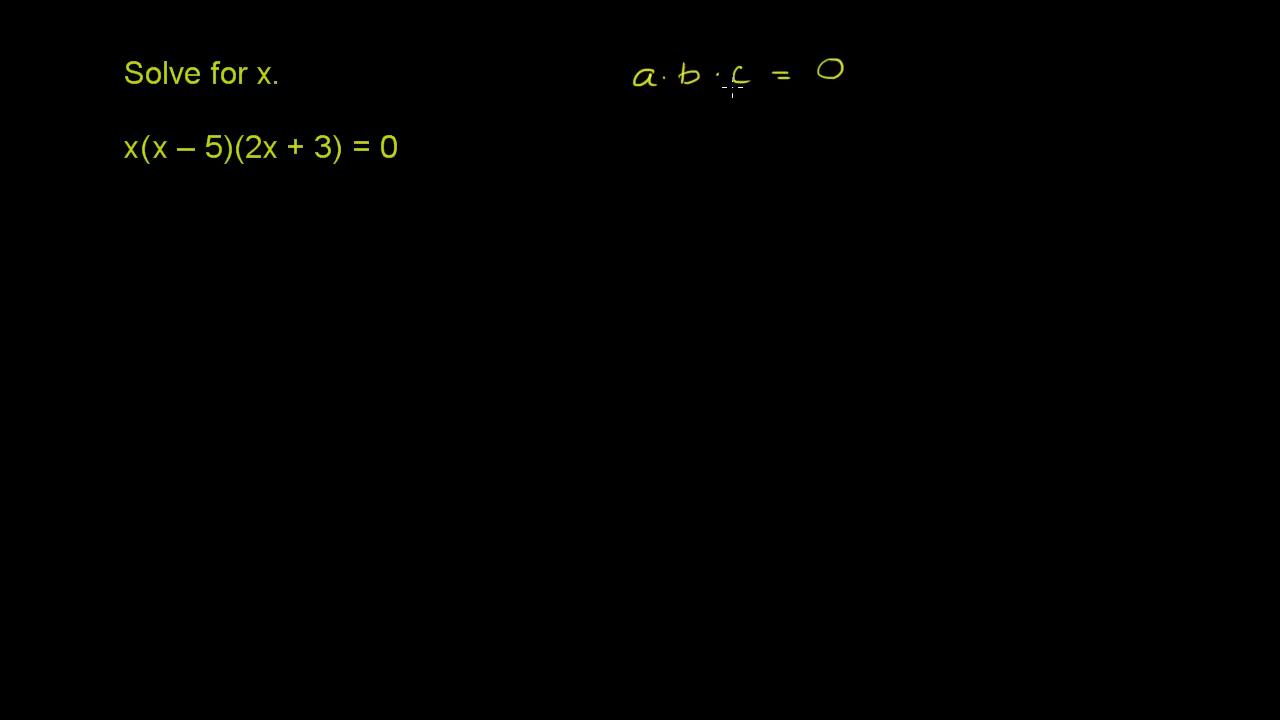 Solve for x.
a · b · c = 0
x(x – 5)(2x + 3) = 0